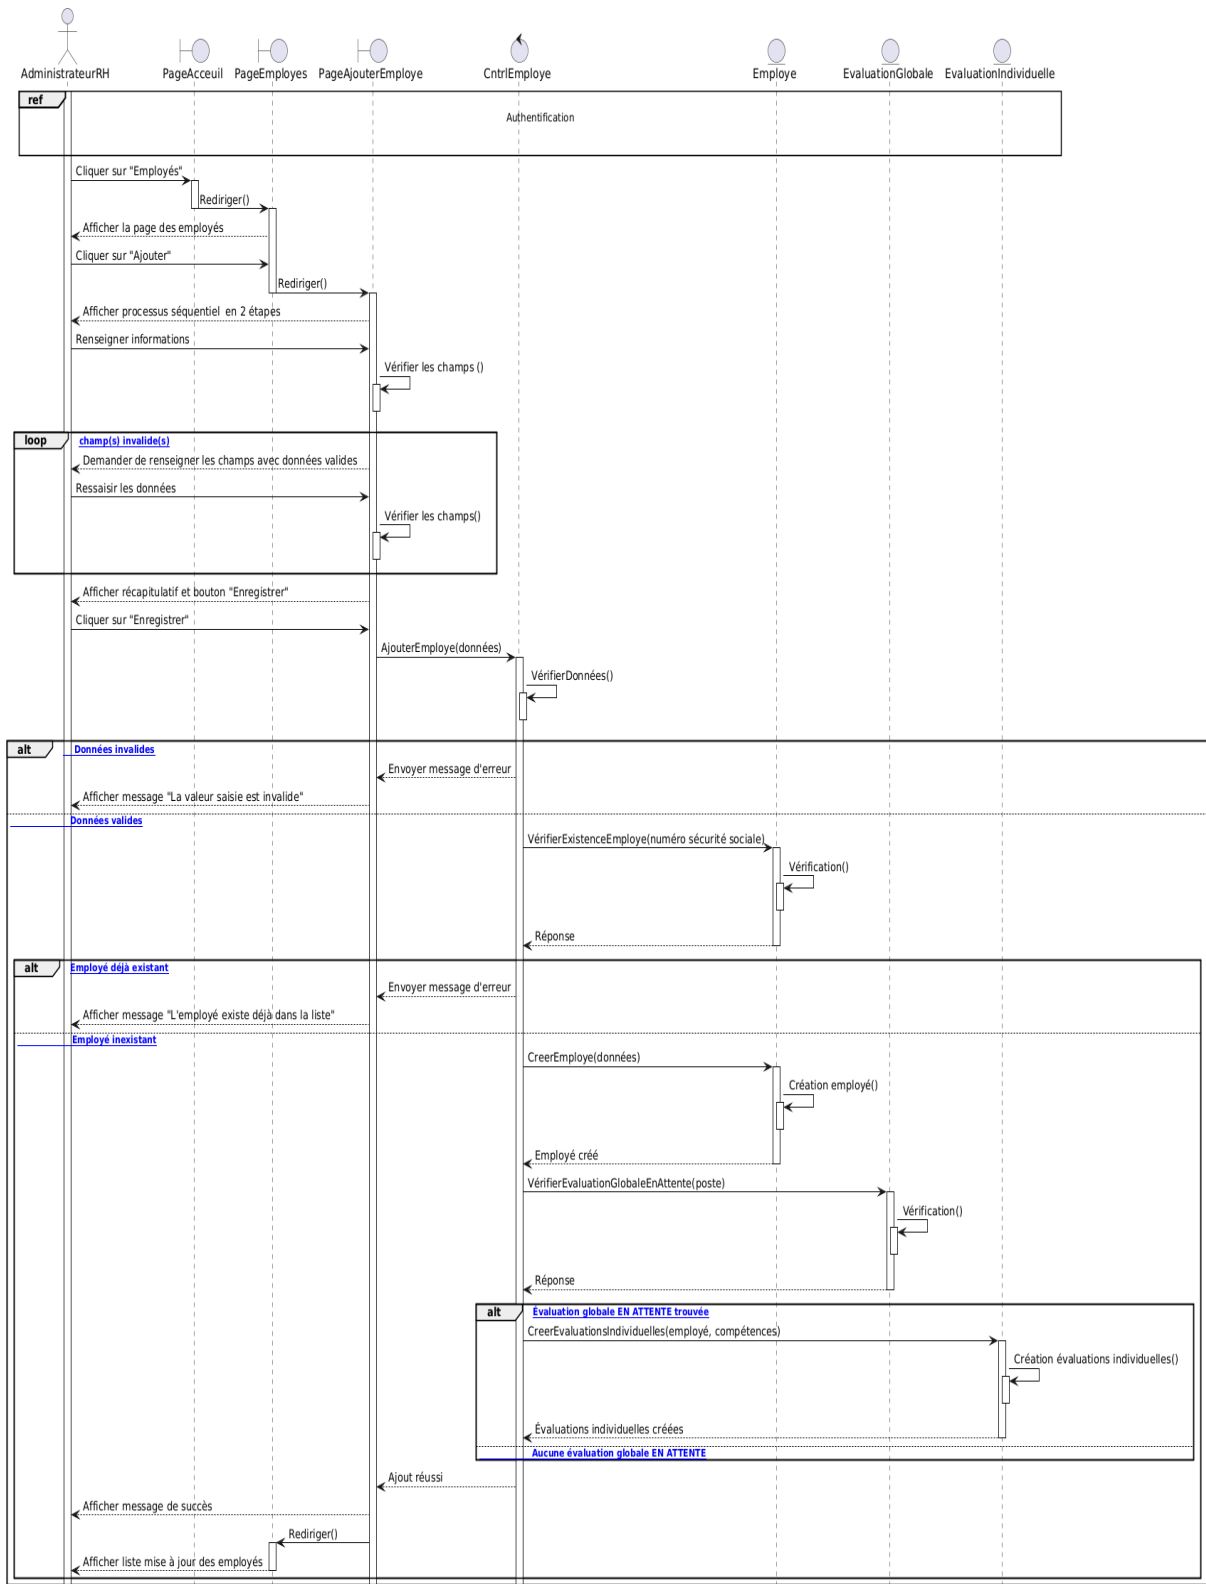 AdministrateurRH
PageAcceuil
PageEmployes
PageAjouterEmploye
CntrlEmploye
Employe
EvaluationGlobale
EvaluationIndividuelle
ref
Authentification
Cliquer sur "Employés"
Rediriger()
Afficher la page des employés
Cliquer sur "Ajouter"
Rediriger()
Afficher processus séquentiel en 2 étapes
Renseigner informations
Vérifier les champs ()
loop
champ(s) invalide(s)
Demander de renseigner les champs avec données valides
Ressaisir les données
Vérifier les champs()
Afficher récapitulatif et bouton "Enregistrer"
Cliquer sur "Enregistrer"
AjouterEmploye(données)
VérifierDonnées()
alt
Données invalides
Envoyer message d'erreur
Afficher message "La valeur saisie est invalide"
Données valides
VérifierExistenceEmploye(numéro sécurité sociale)
Vérification()
Réponse
alt
Employé déjà existant
Envoyer message d'erreur
Afficher message "L'employé existe déjà dans la liste"
Employé inexistant
CreerEmploye(données)
Création employé()
Employé créé
VérifierEvaluationGlobaleEnAttente(poste)
Vérification()
Réponse
alt
Évaluation globale EN ATTENTE trouvée
CreerEvaluationsIndividuelles(employé, compétences)
Création évaluations individuelles()
Évaluations individuelles créées
Aucune évaluation globale EN ATTENTE
Ajout réussi
Afficher message de succès
Rediriger()
Afficher liste mise à jour des employés